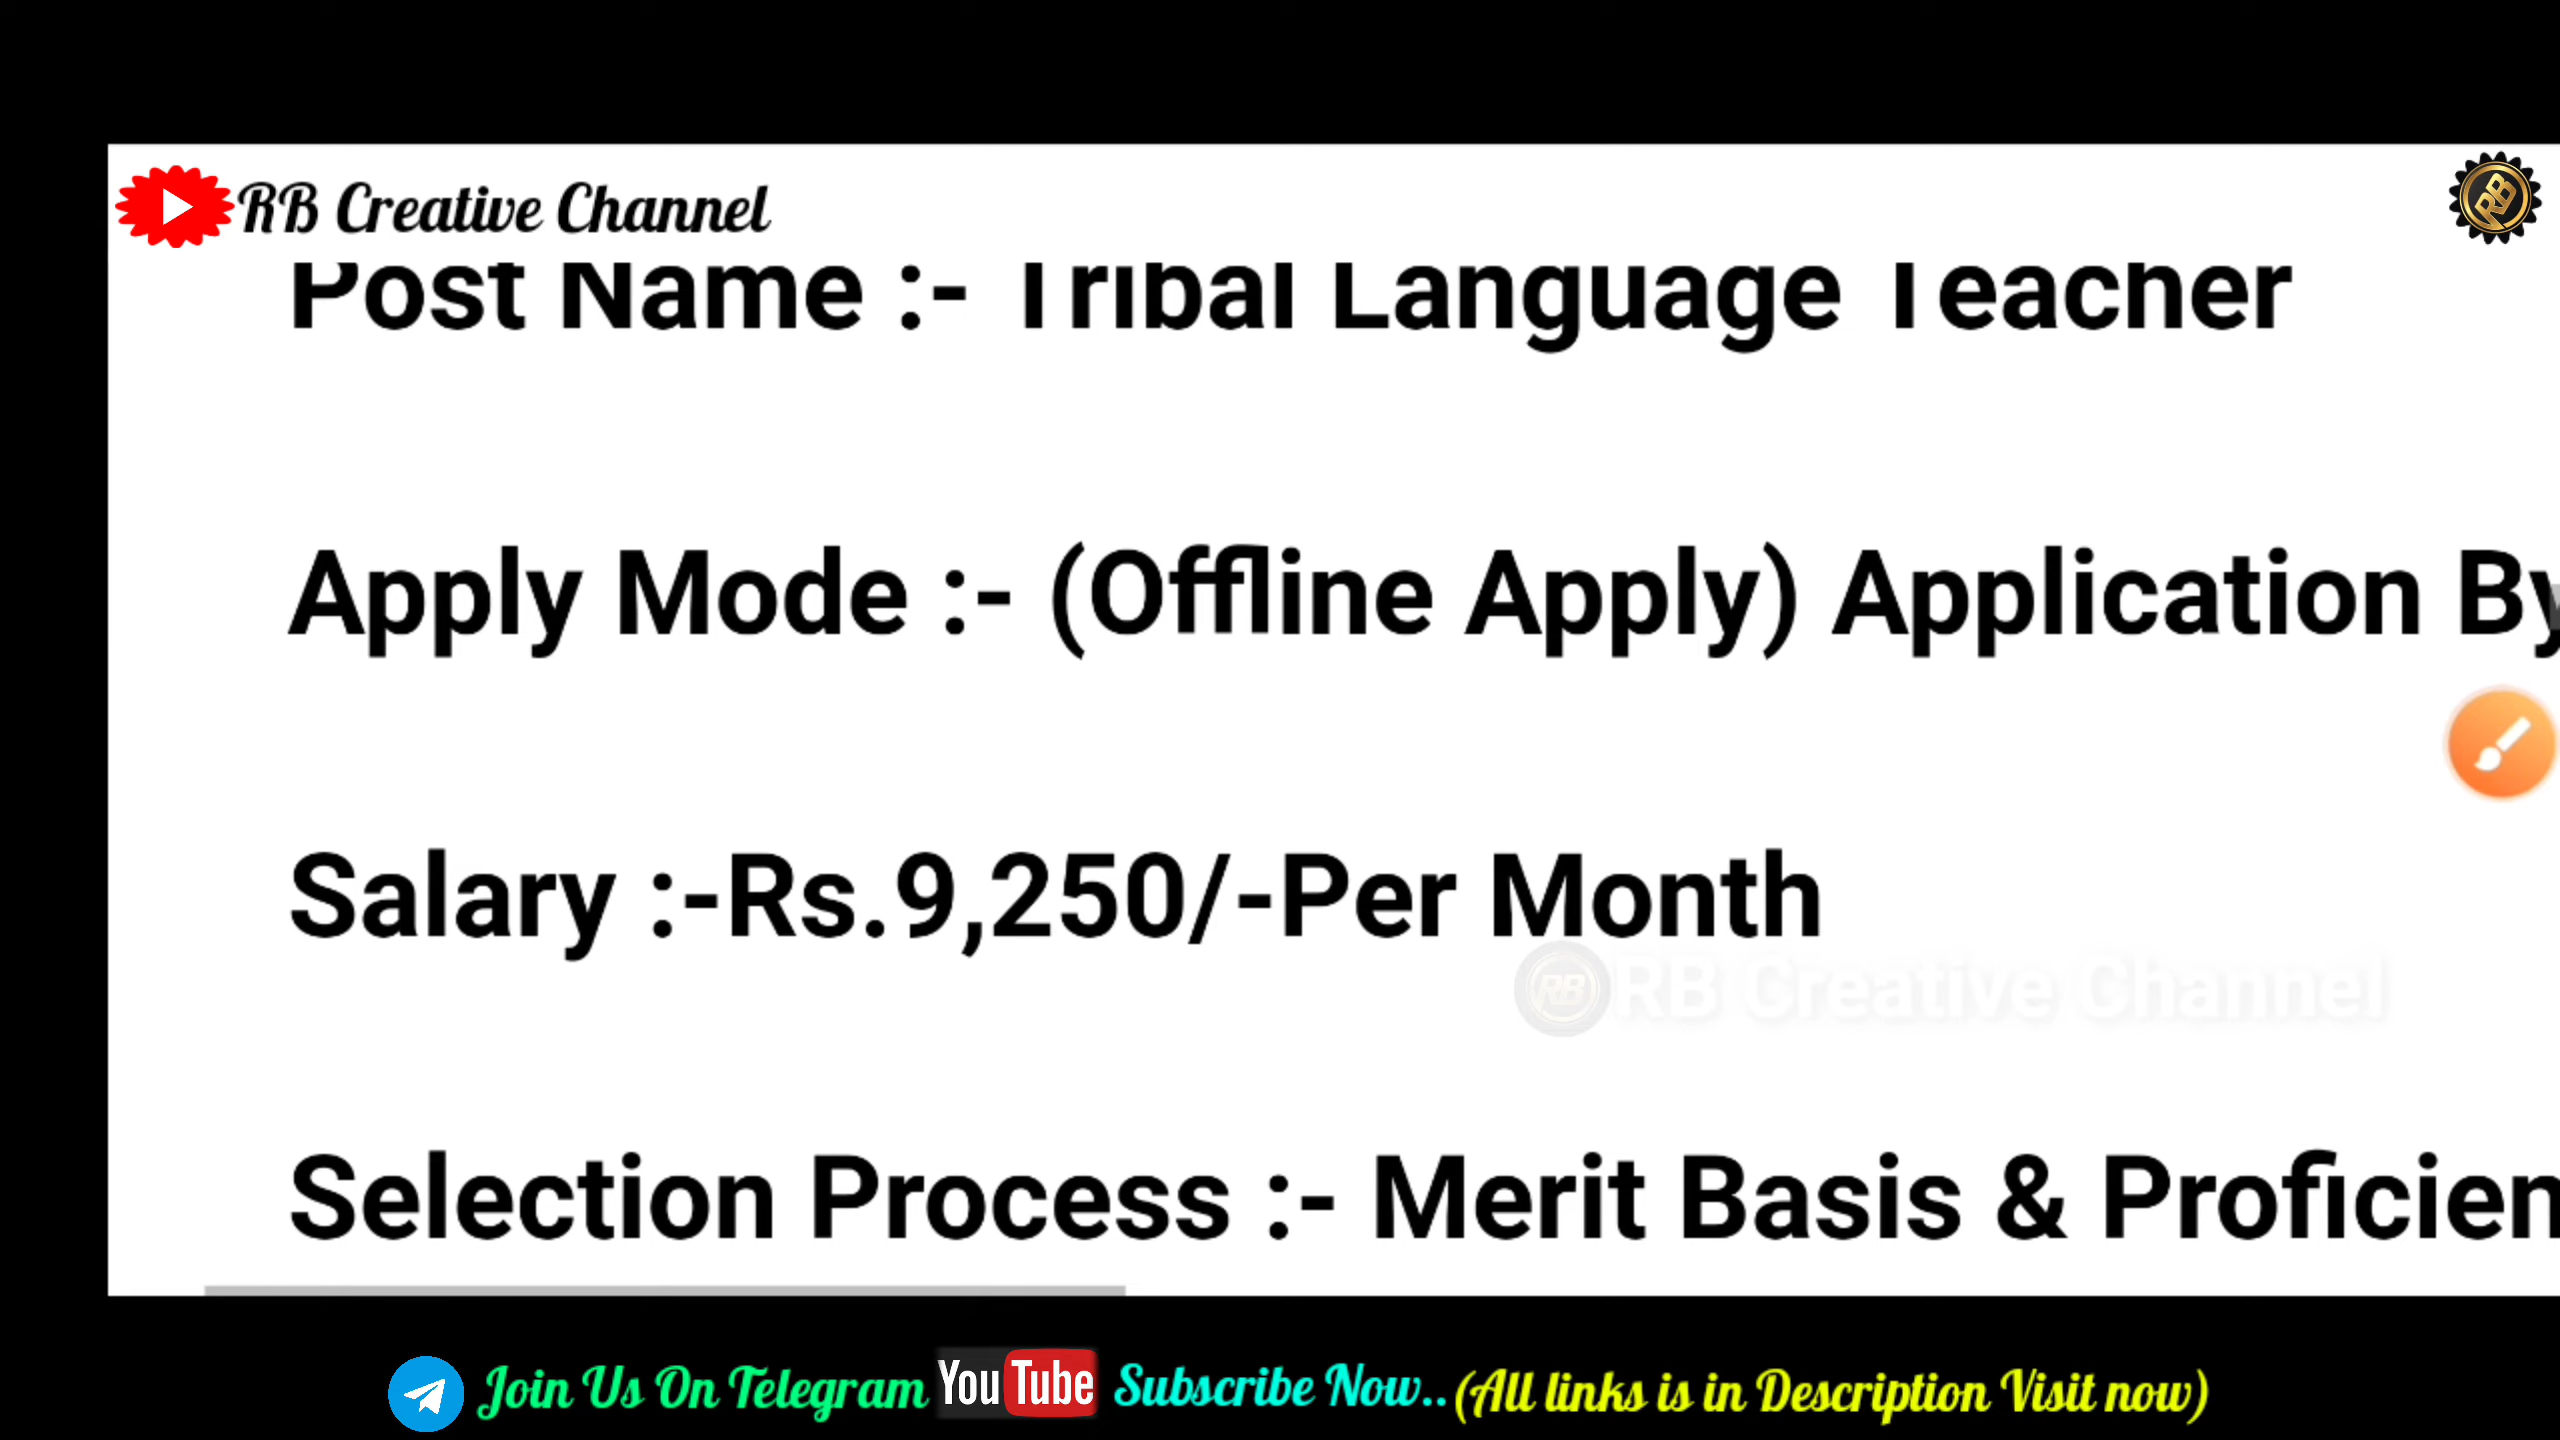 RB Creative Channel
Post Name :- Tribal Language Teacher
Apply Mode :- (Offline Apply) Application By
Salary :-Rs.9,250/-Per Month
RB Creative Channel
Selection Process :- Merit Basis & Proficien
Join Us On Telegram YouTube Subscribe Now..(All links is in Description Visit now)